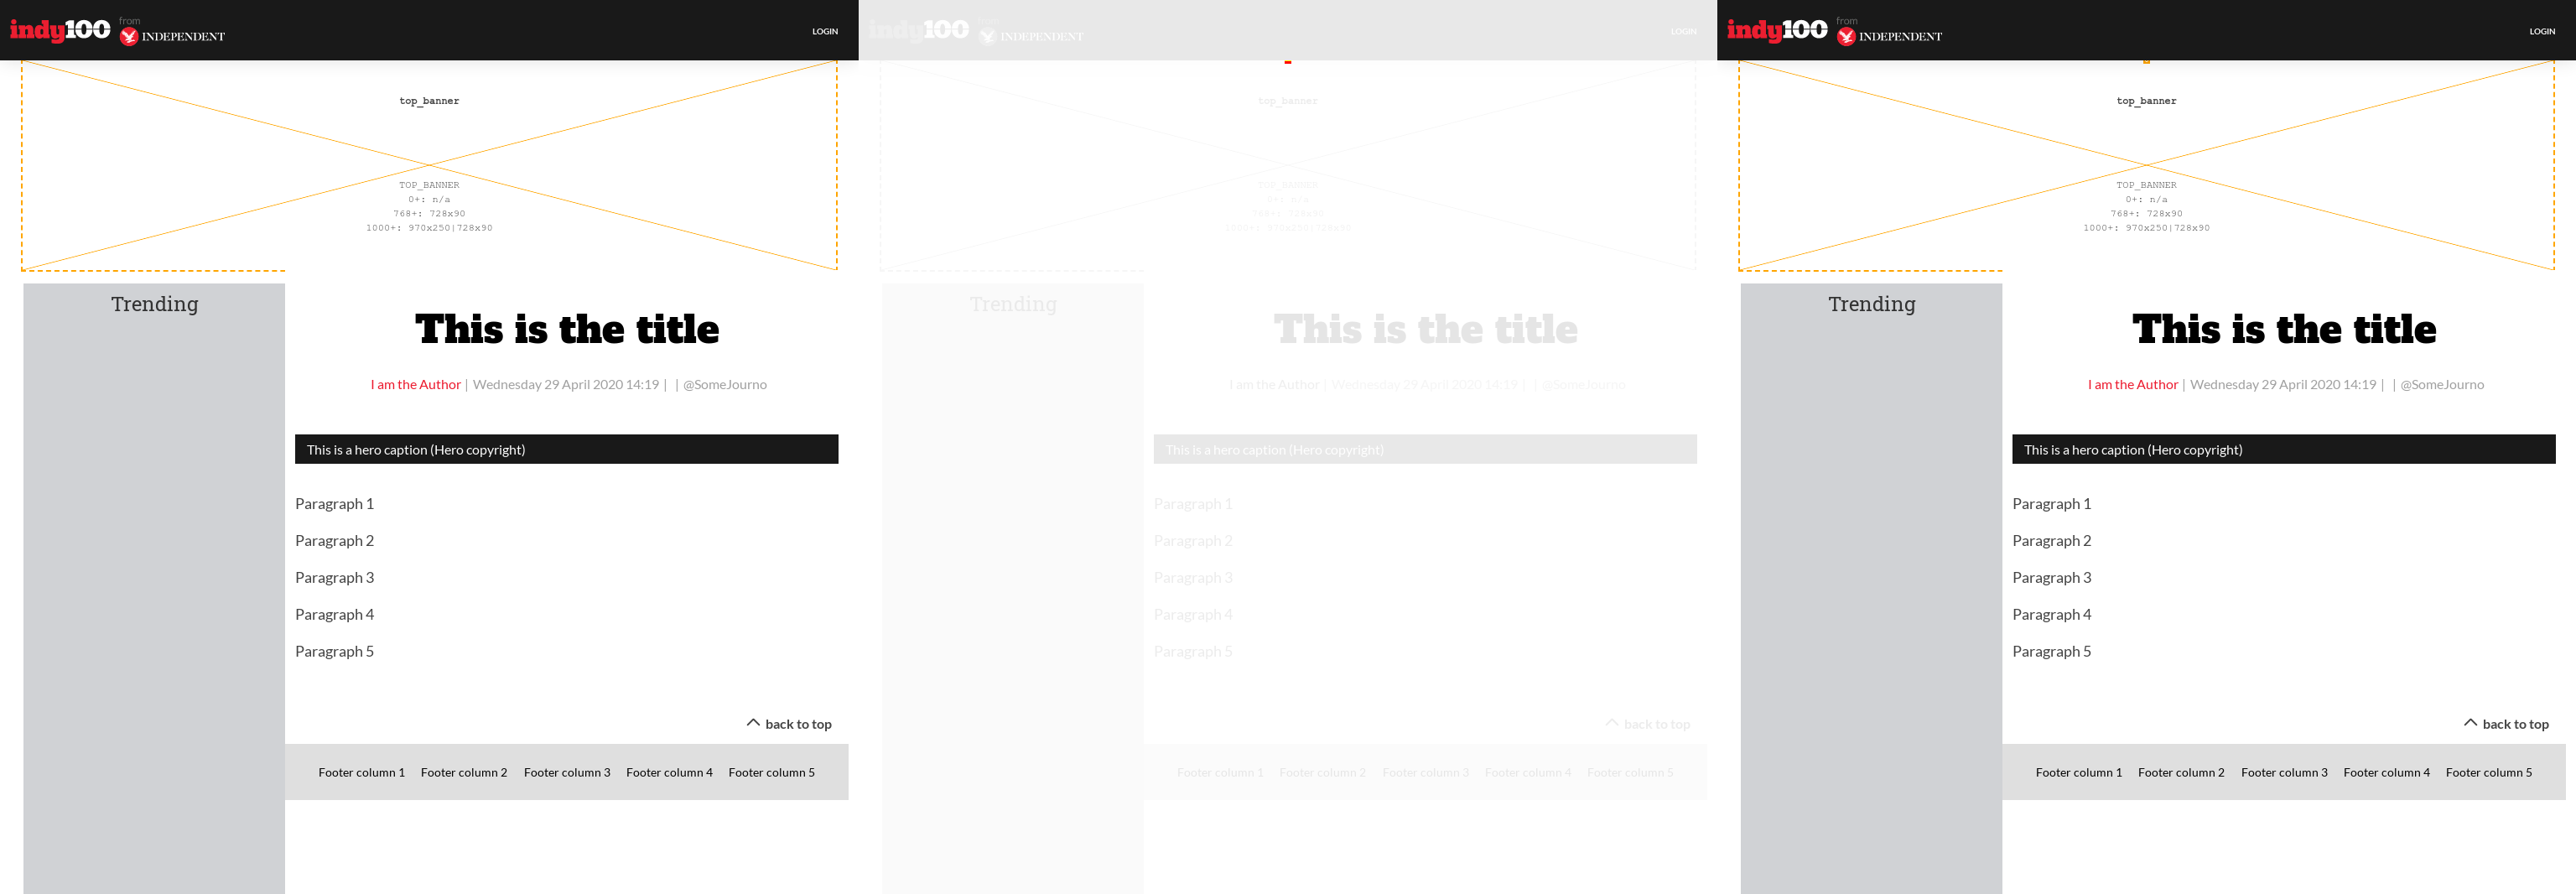 indy100 from INDEPENDENT LOGIN
top_banner
TOP_BANNER
0+: n/a
768+: 728x90
1000+: 970x250|728x90
Trending
This is the title
I am the Author | Wednesday 29 April 2020 14:19 | | @SomeJourno
This is a hero caption (Hero copyright)
Paragraph 1
Paragraph 2
Paragraph 3
Paragraph 4
Paragraph 5
back to top
Footer column 1 Footer column 2 Footer column 3 Footer column 4 Footer column 5
indy100 from INDEPENDENT LOGIN
top_banner
TOP_BANNER
0+: n/a
768+: 728x90
1000+: 970x250|728x90
Trending
This is the title
I am the Author | Wednesday 29 April 2020 14:19 | | @SomeJourno
This is a hero caption (Hero copyright)
Paragraph 1
Paragraph 2
Paragraph 3
Paragraph 4
Paragraph 5
back to top
Footer column 1 Footer column 2 Footer column 3 Footer column 4 Footer column 5
indy100 from INDEPENDENT LOGIN
top_banner
TOP_BANNER
0+: n/a
768+: 728x90
1000+: 970x250|728x90
Trending
This is the title
I am the Author | Wednesday 29 April 2020 14:19 | | @SomeJourno
This is a hero caption (Hero copyright)
Paragraph 1
Paragraph 2
Paragraph 3
Paragraph 4
Paragraph 5
back to top
Footer column 1 Footer column 2 Footer column 3 Footer column 4 Footer column 5